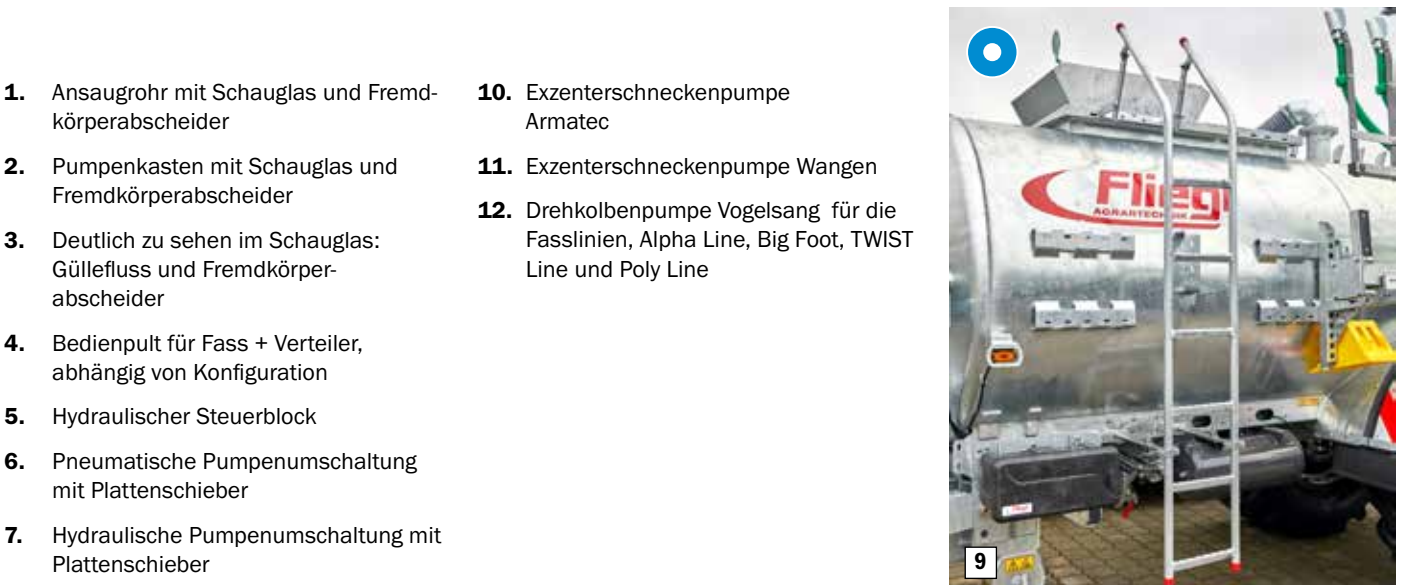 1. Ansaugrohr mit Schauglas und Fremd-
körperabscheider
2. Pumpenkasten mit Schauglas und
Fremdkörperabscheider
3. Deutlich zu sehen im Schauglas:
Güllefluss und Fremdkörper-
abscheider
4. Bedienpult für Fass + Verteiler,
abhängig von Konfiguration
5. Hydraulischer Steuerblock
6. Pneumatische Pumpenumschaltung
mit Plattenschieber
7. Hydraulische Pumpenumschaltung mit
Plattenschieber
10. Exzenterschneckenpumpe
Armatec
11. Exzenterschneckenpumpe Wangen
12. Drehkolbenpumpe Vogelsang für die
Fasslinien, Alpha Line, Big Foot, TWIST
Line und Poly Line
Fliegl
AGRARTECHNIK
9